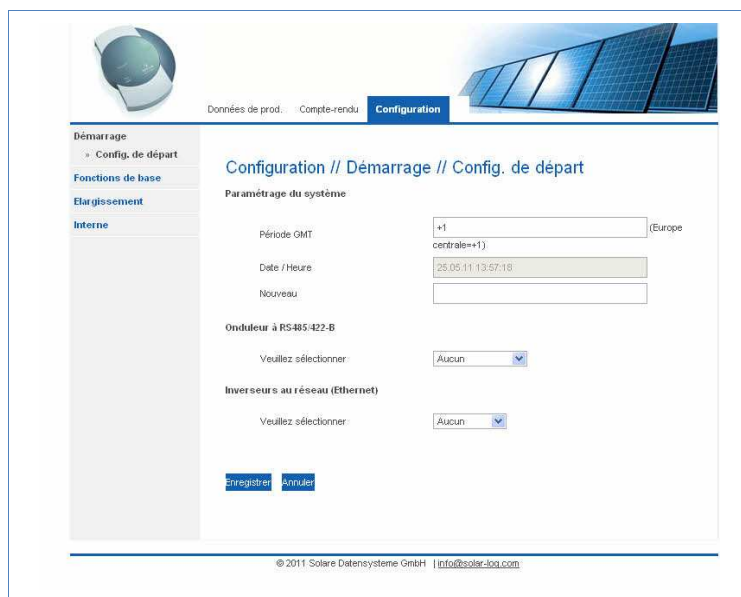 Données de prod. Compte-rendu Configuration
Démarrage
» Config. de départ
Fonctions de base
Elargissement
Interne
Configuration // Démarrage // Config. de départ
Paramétrage du système
Période GMT +1 (Europe
centrale=+1)
Date / Heure 25.05.11 13:57:18
Nouveau
Onduleur à RS485/422-B
Veuillez sélectionner Aucun
Inverseurs au réseau (Ethernet)
Veuillez sélectionner Aucun
Enregistrer Annuler
© 2011 Solare Datensysteme GmbH | info@solar-log.com